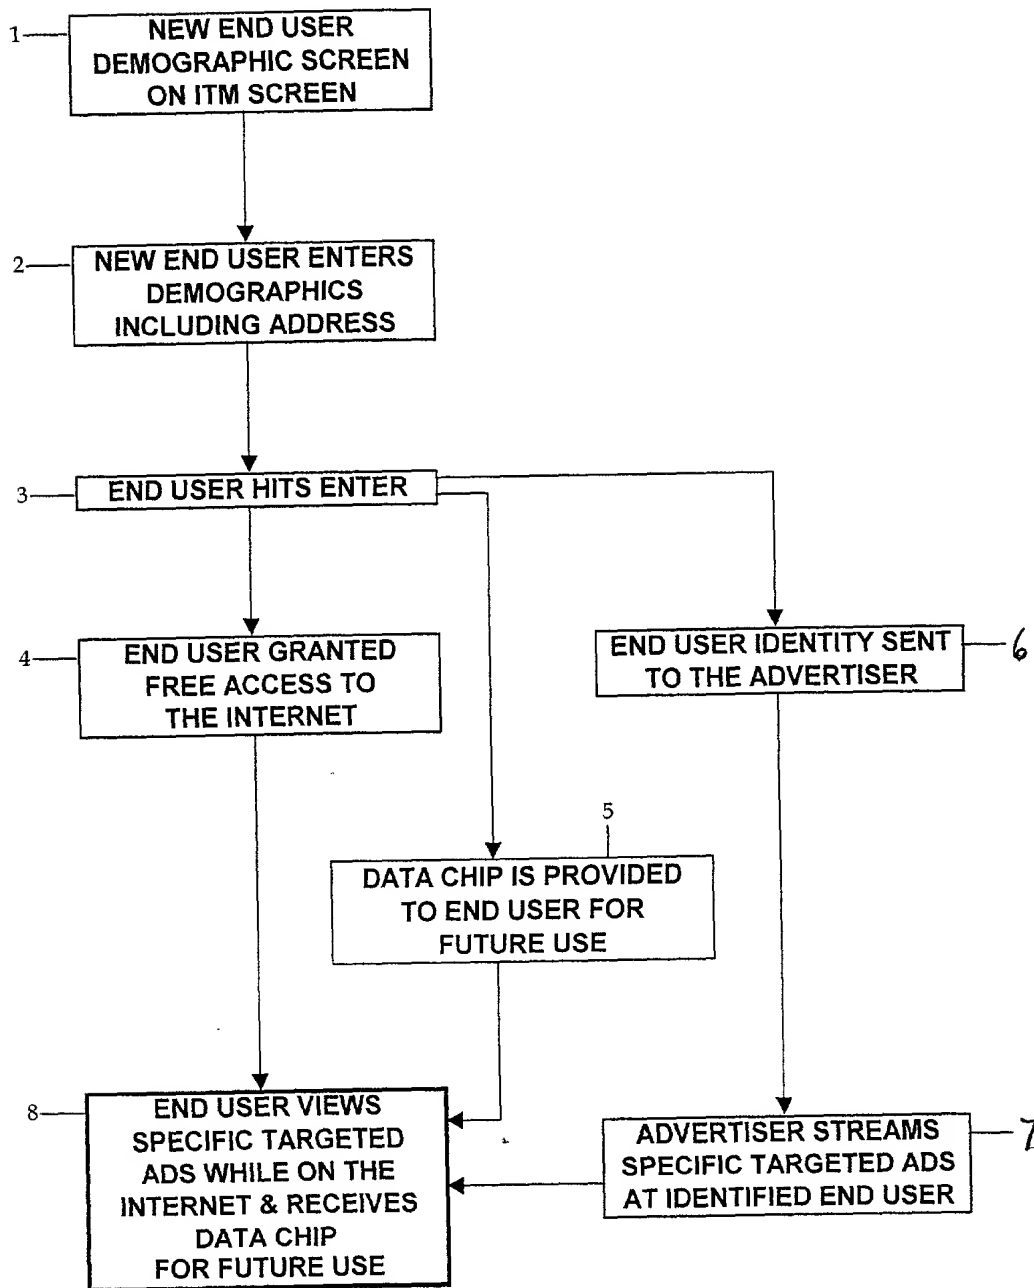 1
NEW END USER
DEMOGRAPHIC SCREEN
ON ITM SCREEN
2
NEW END USER ENTERS
DEMOGRAPHICS
INCLUDING ADDRESS
3
END USER HITS ENTER
4
END USER GRANTED
FREE ACCESS TO
THE INTERNET
END USER IDENTITY SENT
TO THE ADVERTISER
6
5
DATA CHIP IS PROVIDED
TO END USER FOR
FUTURE USE
8
END USER VIEWS
SPECIFIC TARGETED
ADS WHILE ON THE
INTERNET & RECEIVES
DATA CHIP
FOR FUTURE USE
ADVERTISER STREAMS
SPECIFIC TARGETED ADS
AT IDENTIFIED END USER
7